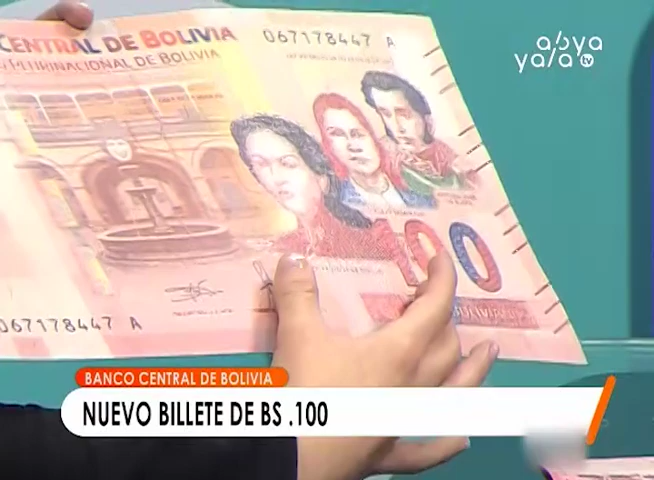 CENTRAL DE BOLIVIA
PLURINACIONAL DE BOLIVIA
067178447 A
abya
yala tv
100
067178447 A
BANCO CENTRAL DE BOLIVIA
NUEVO BILLETE DE BS .100